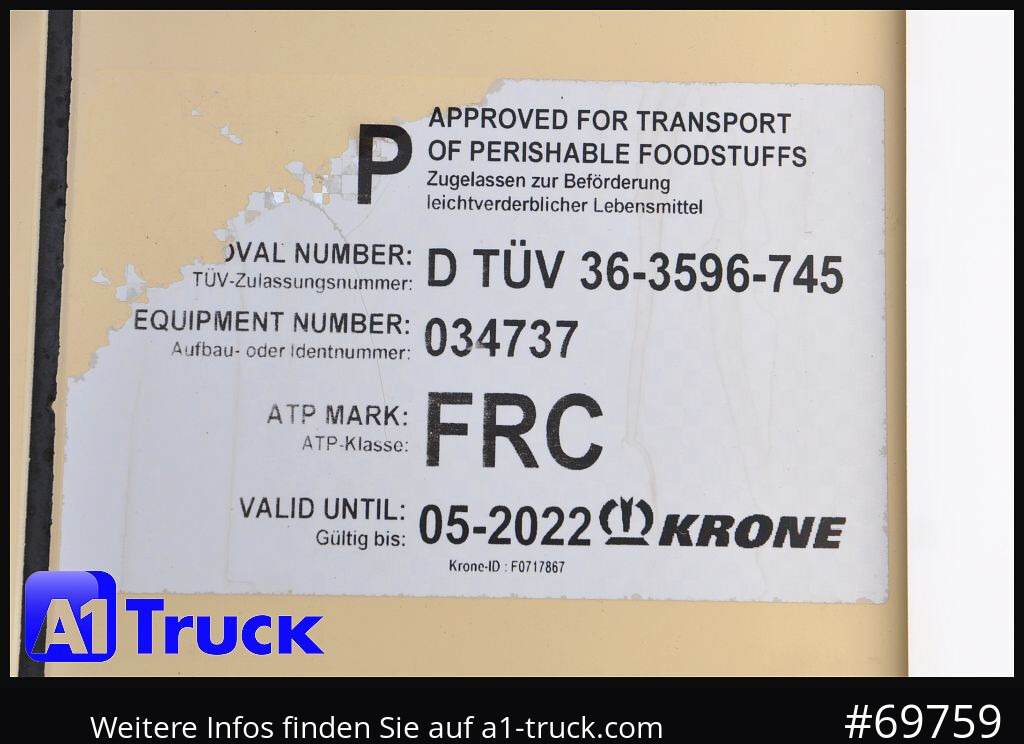 P
APPROVED FOR TRANSPORT
OF PERISHABLE FOODSTUFFS
Zugelassen zur Beförderung
leichtverderblicher Lebensmittel
OVAL NUMBER: D TÜV 36-3596-745
TÜV-Zulassungsnummer:
EQUIPMENT NUMBER: 034737
Aufbau- oder Identnummer:
ATP MARK: FRC
ATP-Klasse:
VALID UNTIL: 05-2022 KRONE
Gültig bis:
Krone-ID : F0717867
A1 Truck
Weitere Infos finden Sie auf a1-truck.com #69759